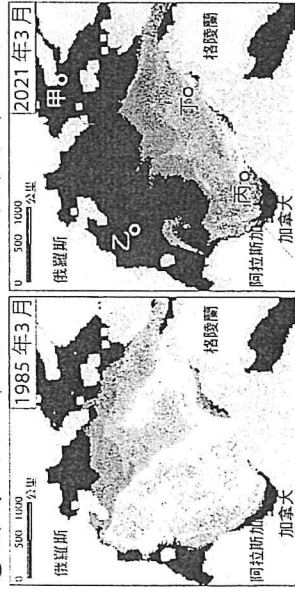 1985年3月
0 500 1000
公里
俄羅斯
格陵蘭
阿拉斯加
加拿大
2021年3月
0 500 1000
公里
俄羅斯
甲
乙
丁
丙
格陵蘭
阿拉斯加
加拿大